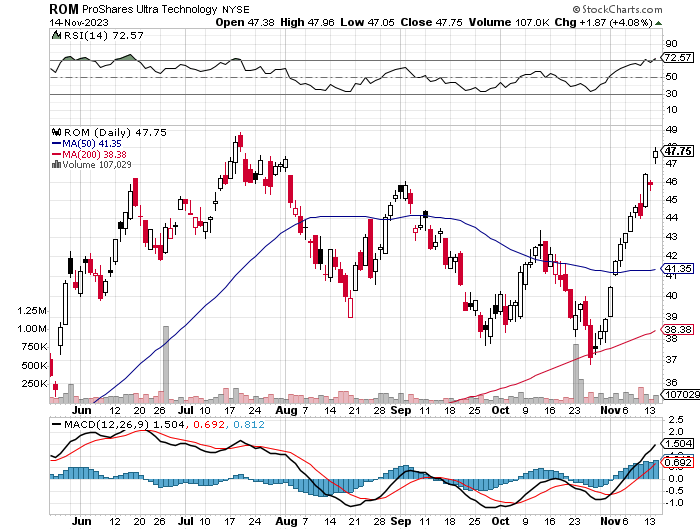 ROM ProShares Ultra Technology NYSE
© StockCharts.com
14-Nov-2023
Open 47.38 High 47.96 Low 47.05 Close 47.75 Volume 107.0K Chg +1.87 (+4.08%)
RSI(14) 72.57
90
72.57
50
30
10
ROM (Daily) 47.75
MA(50) 41.35
MA(200) 38.38
Volume 107,029
49
47.75
47
46
45
44
43
42
41.35
40
39
38.38
37
36
1.25M
1.00M
750K
500K
250K
107029
Jun 12 20 26 Jul 10 17 24 Aug 7 14 21 28 Sep 11 18 25 Oct 9 16 23 Nov 6 13
MACD(12,26,9) 1.504, 0.692, 0.812
2.5
2.0
1.504
0.692
0.5
0.0
-0.5
-1.0
Jun 12 20 26 Jul 10 17 24 Aug 7 14 21 28 Sep 11 18 25 Oct 9 16 23 Nov 6 13